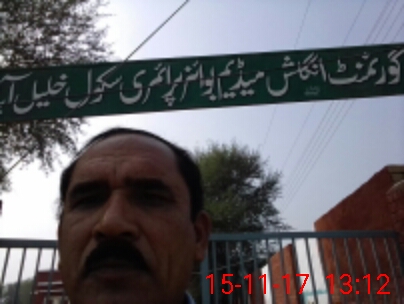 گورنمنٹ انگلش میڈیم بوائز پرائمری سکول خلیل آ
15-11-17 13:12